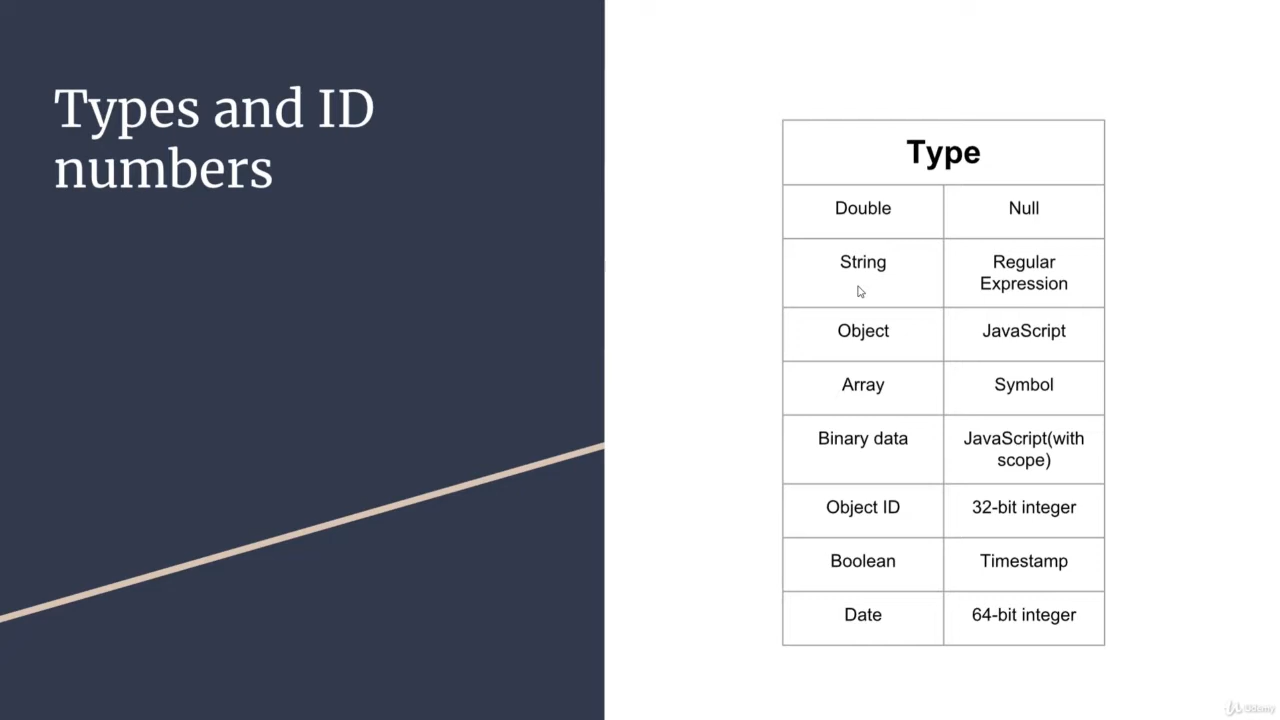 Types and ID
numbers
Type
Double
Null
String
Regular
Expression
Object
JavaScript
Array
Symbol
Binary data
JavaScript(with
scope)
Object ID
32-bit integer
Boolean
Timestamp
Date
64-bit integer
Udemy